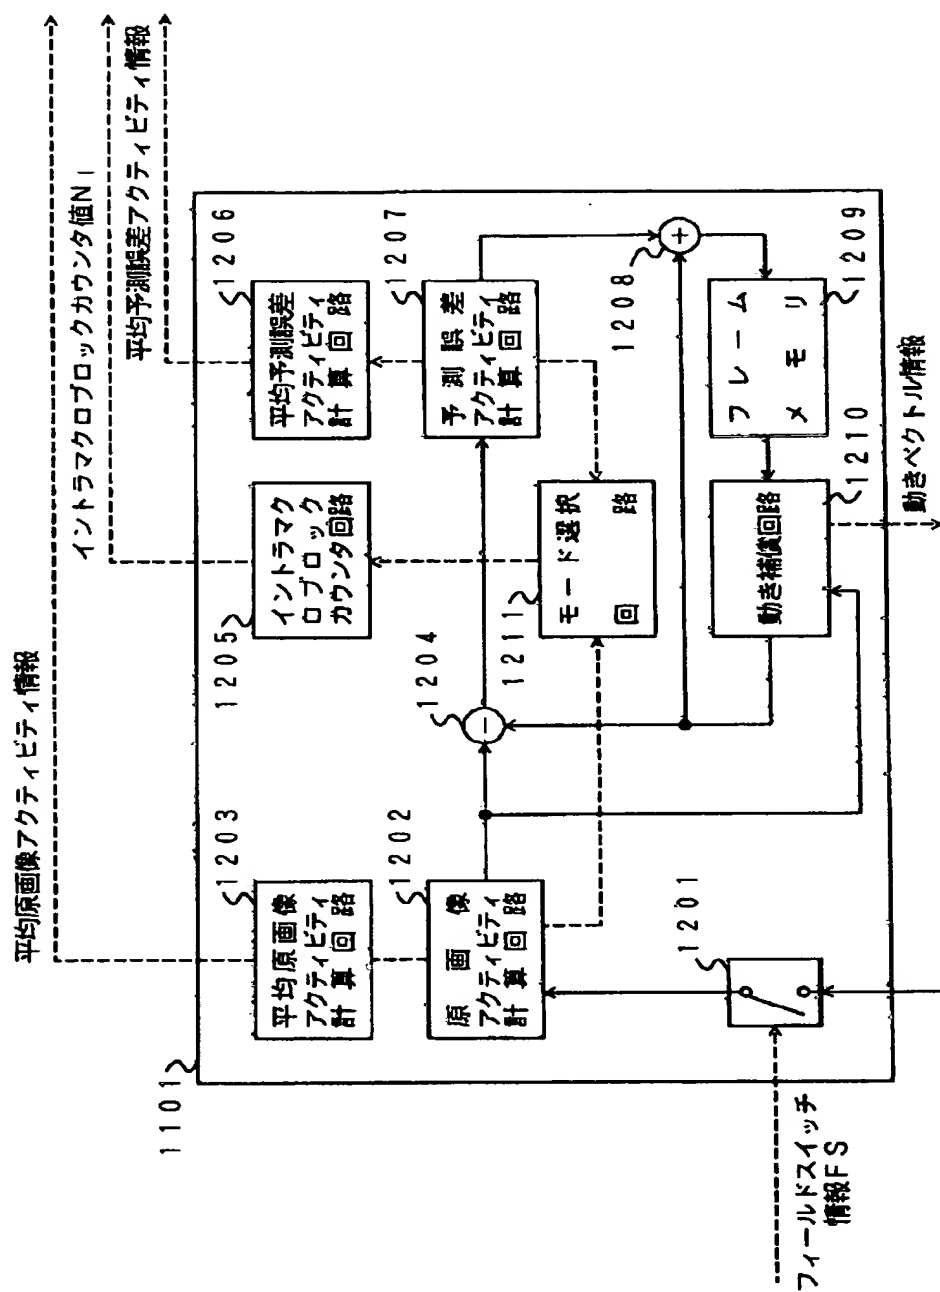 平均原画像アクティビティ情報
イントラマクロブロックカウンタ値NI
平均予測誤差アクティビティ情報
1101
1203
平均原画像
アクティビティ
計算回路
1205
イントラマク
ロブロック
カウンタ回路
1206
平均予測誤差
アクティビティ
計算回路
1202
原画像
アクティビティ
計算回路
1204
−
1207
予測誤差
アクティビティ
計算回路
1211
モード選択
回路
1208
+
1201
動き補償回路
1210
フレーム
メモリ
1209
フィールドスイッチ
情報FS
動きベクトル情報